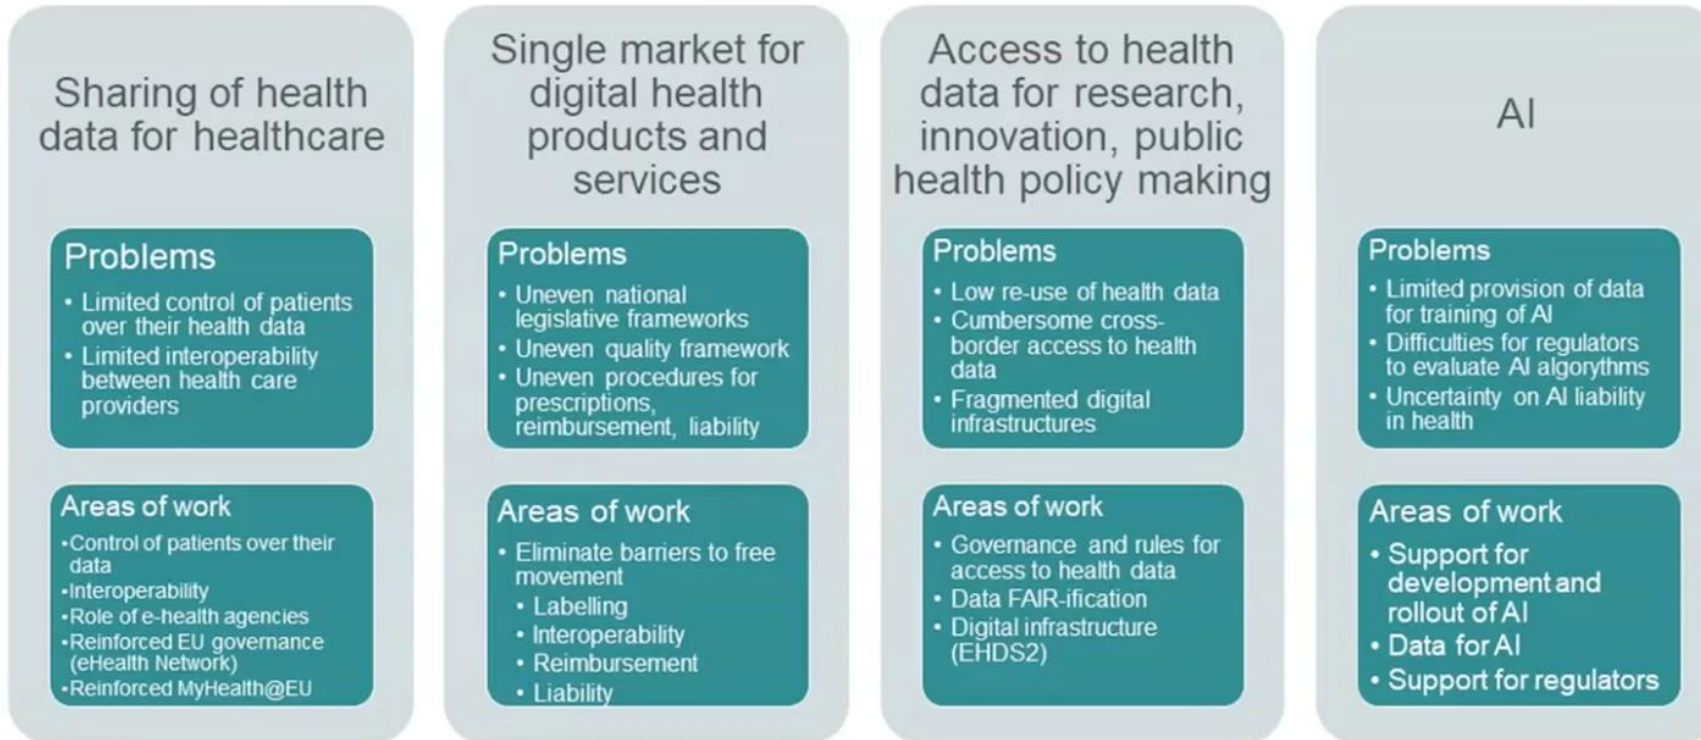 Sharing of health
data for healthcare
Problems
• Limited control of patients
over their health data
• Limited interoperability
between health care
providers
Areas of work
•Control of patients over their
data
•Interoperability
•Role of e-health agencies
•Reinforced EU governance
(eHealth Network)
•Reinforced MyHealth@EU
Single market for
digital health
products and
services
Problems
• Uneven national
legislative frameworks
• Uneven quality framework
• Uneven procedures for
prescriptions,
reimbursement, liability
Areas of work
• Eliminate barriers to free
movement
• Labelling
• Interoperability
• Reimbursement
• Liability
Access to health
data for research,
innovation, public
health policy making
Problems
• Low re-use of health data
• Cumbersome cross-
border access to health
data
• Fragmented digital
infrastructures
Areas of work
• Governance and rules for
access to health data
• Data FAIR-ification
• Digital infrastructure
(EHDS2)
AI
Problems
• Limited provision of data
for training of AI
• Difficulties for regulators
to evaluate AI algorythms
• Uncertainty on AI liability
in health
Areas of work
• Support for
development and
rollout of AI
• Data for AI
• Support for regulators